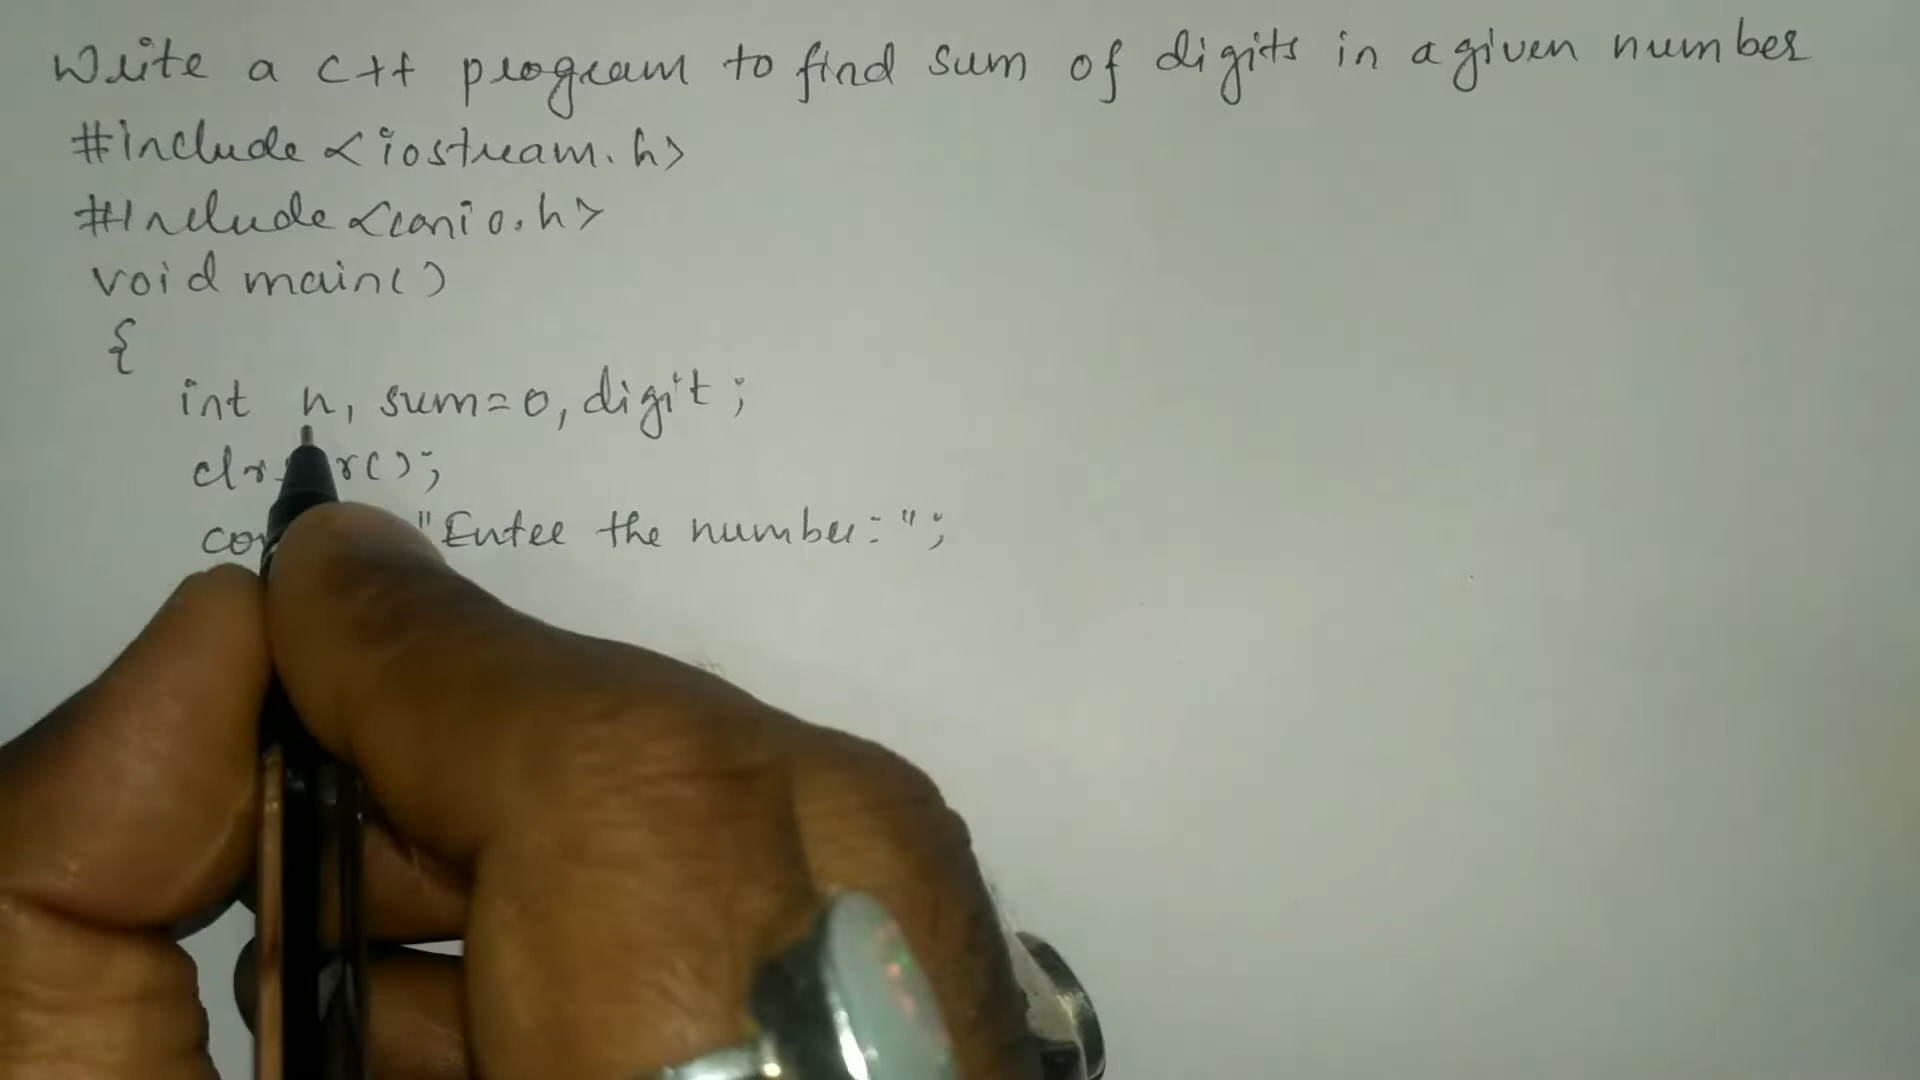 Write a C++ program to find sum of digits in a given number
#include <iostream.h>
#Include <conio.h>
void main()
{
int n, sum=0, digit;
"Enter the number:";